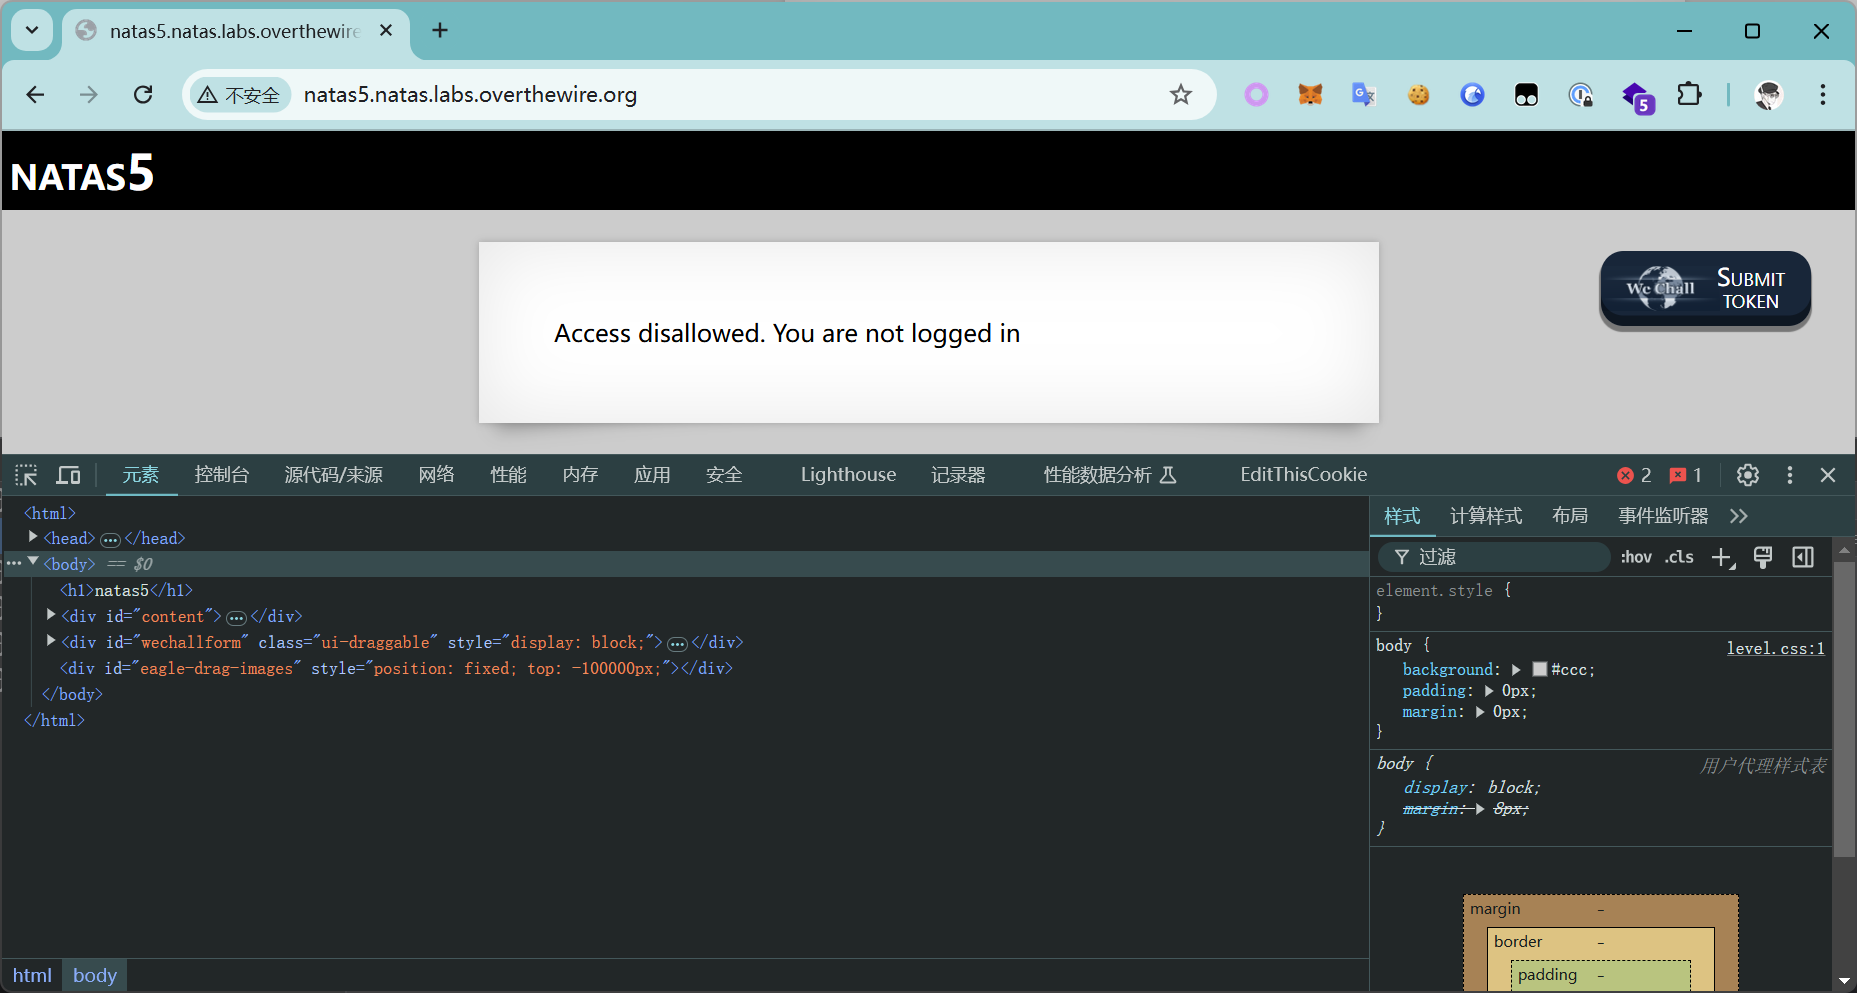 natas5.natas.labs.overthewire
不安全 natas5.natas.labs.overthewire.org
5
NATAS5
Access disallowed. You are not logged in
We Chall
SUBMIT
TOKEN
元素 控制台 源代码/来源 网络 性能 内存 应用 安全 Lighthouse 记录器 性能数据分析 EditThisCookie 2 1
<html>
<head> ••• </head>
••• <body> == $0
<h1>natas5</h1>
<div id="content"> ••• </div>
<div id="wechallform" class="ui-draggable" style="display: block;"> ••• </div>
<div id="eagle-drag-images" style="position: fixed; top: -100000px;"></div>
</body>
</html>
html body
样式 计算样式 布局 事件监听器
过滤 :hov .cls
element.style {
}
body { level.css:1
background: #ccc;
padding: 0px;
margin: 0px;
}
body { 用户代理样式表
display: block;
margin: 8px;
}
margin -
border -
padding -